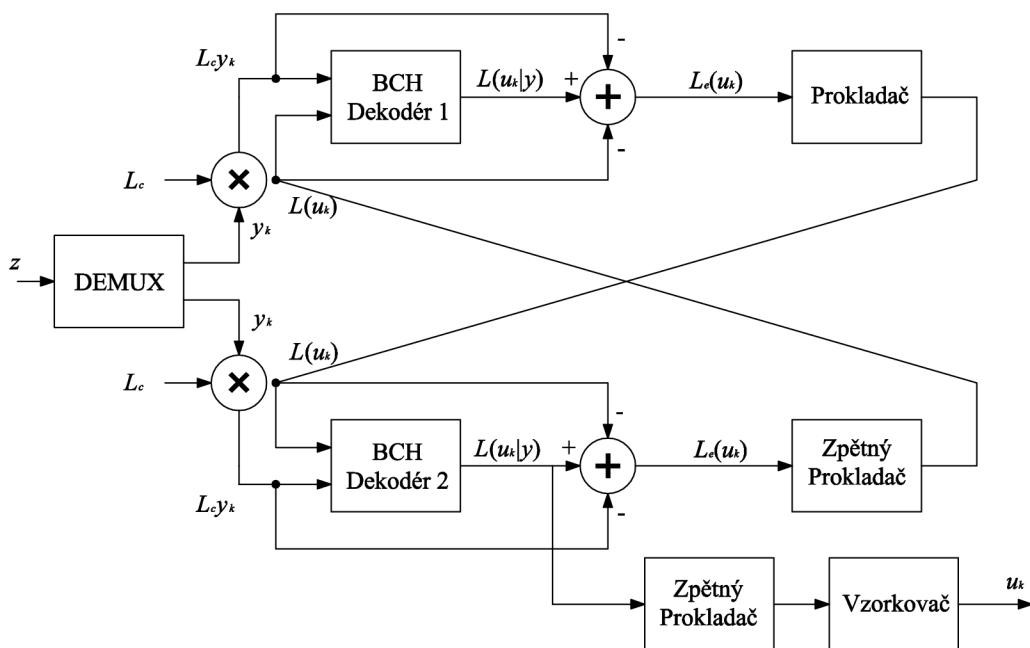 L_c y_k
BCH
Dekodér 1
L(u_k|y)
+
-
-
+
L_e(u_k)
Prokladač
L_c
×
L(u_k)
y_k
z
DEMUX
y_k
L(u_k)
L_c
×
BCH
Dekodér 2
L(u_k|y)
+
-
-
+
L_e(u_k)
Zpětný
Prokladač
L_c y_k
Zpětný
Prokladač
Vzorkovač
u_k